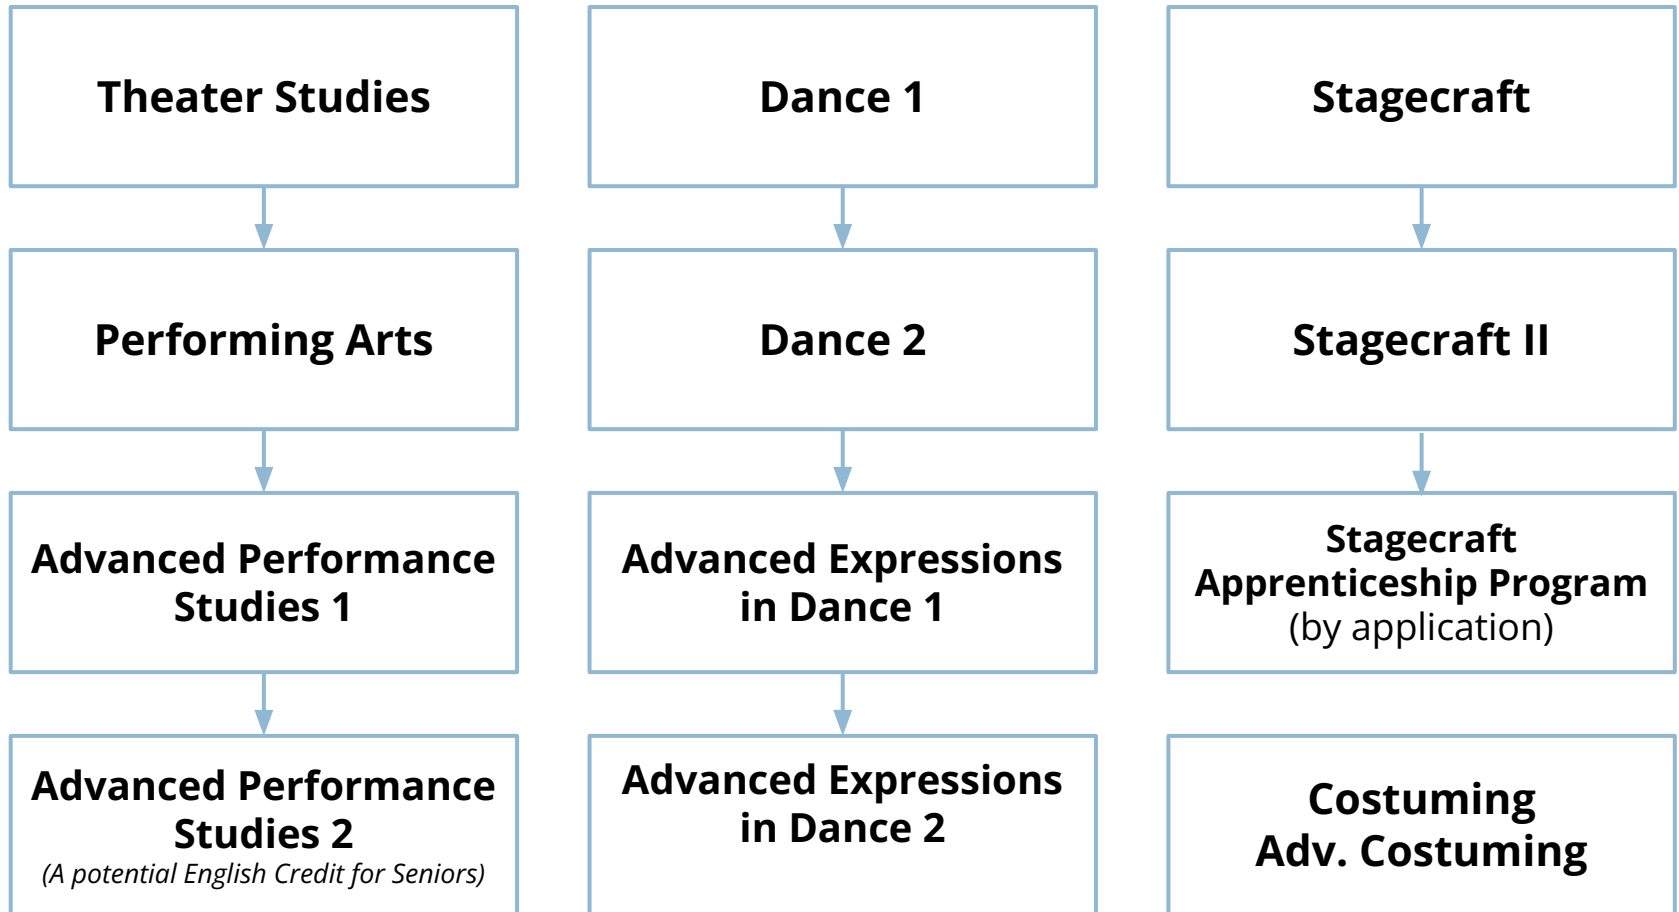 Theater Studies
Dance 1
Stagecraft
Performing Arts
Dance 2
Stagecraft II
Advanced Performance
Studies 1
Advanced Expressions
in Dance 1
Stagecraft
Apprenticeship Program
(by application)
Advanced Performance
Studies 2
(A potential English Credit for Seniors)
Advanced Expressions
in Dance 2
Costuming
Adv. Costuming